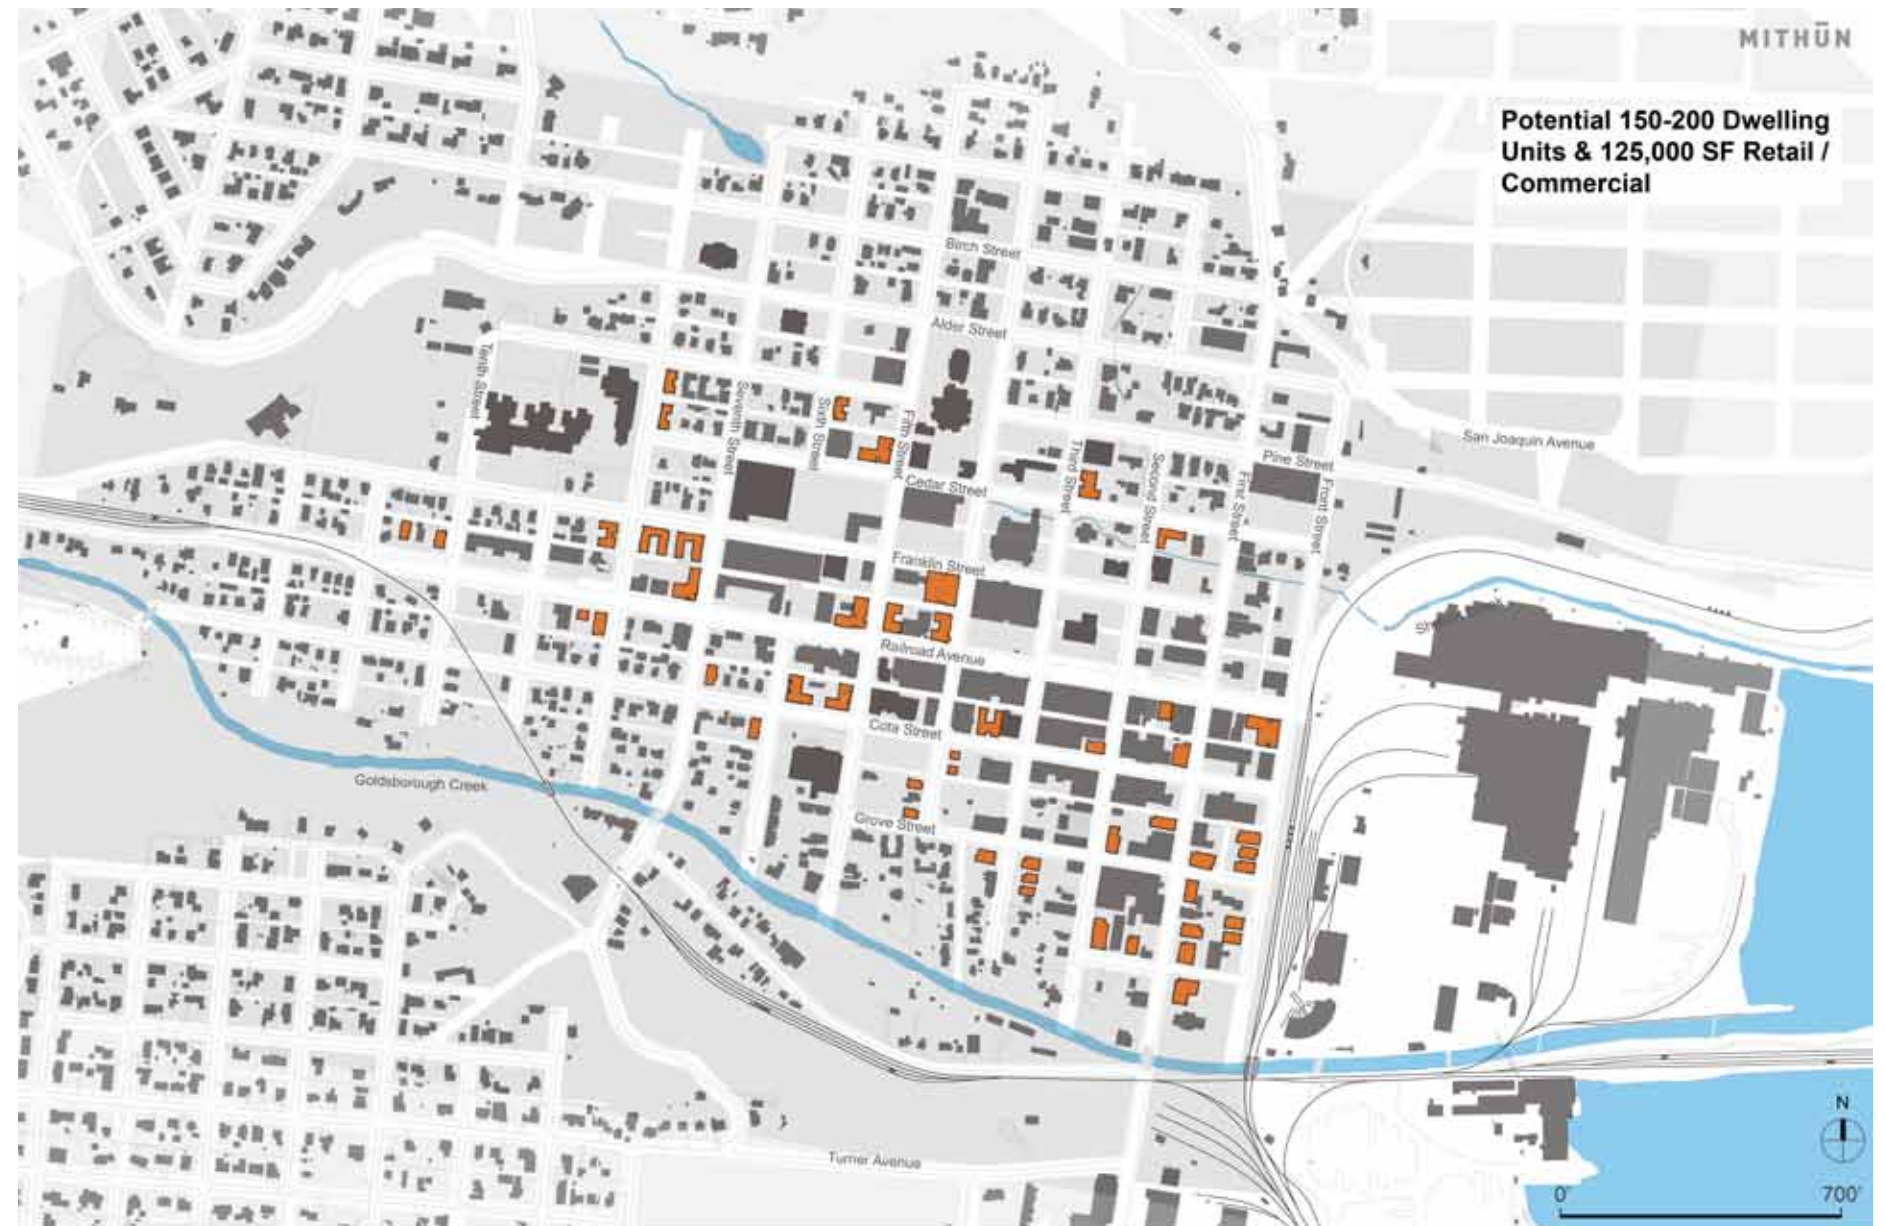 MITHŪN
Potential 150-200 Dwelling
Units & 125,000 SF Retail /
Commercial
Birch Street
Alder Street
Tenth Street
Seventh Street
Sixth Street
Fifth Street
San Joaquin Avenue
Third Street
Second Street
First Street
Pine Street
Front Street
Cedar Street
Franklin Street
Railroad Avenue
Cota Street
Goldsborough Creek
Grove Street
Turner Avenue
N
0'
700'